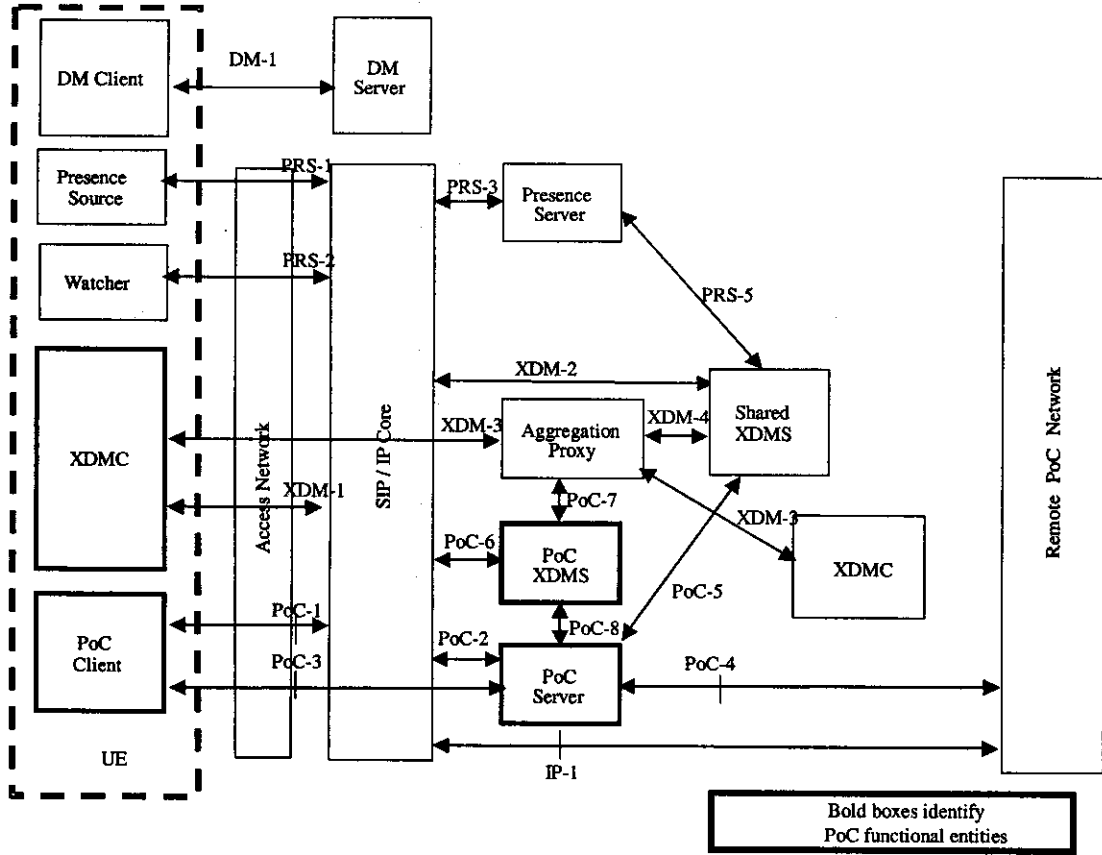 DM Client
DM-1
DM
Server
Presence
Source
PRS-1
PRS-3
Presence
Server
Watcher
PRS-2
PRS-5
XDMC
XDM-2
XDM-3
Aggregation
Proxy
XDM-4
Shared
XDMS
XDM-1
Access Network
SIP / IP Core
Remote PoC Network
PoC-7
XDM-3
XDMC
PoC-6
PoC
XDMS
PoC-5
PoC
Client
PoC-1
PoC-8
PoC-2
PoC-3
PoC
Server
PoC-4
UE
IP-1
Bold boxes identify
PoC functional entities